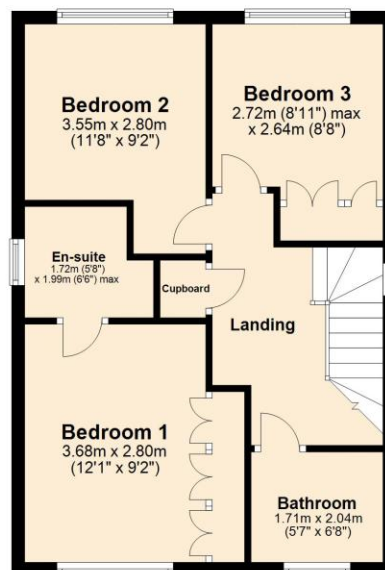 Bedroom 2
3.55m x 2.80m
(11'8" x 9'2")
Bedroom 3
2.72m (8'11") max
x 2.64m (8'8")
En-suite
1.72m (5'8")
x 1.99m (6'6") max
Cupboard
Landing
Bedroom 1
3.68m x 2.80m
(12'1" x 9'2")
Bathroom
1.71m x 2.04m
(5'7" x 6'8")